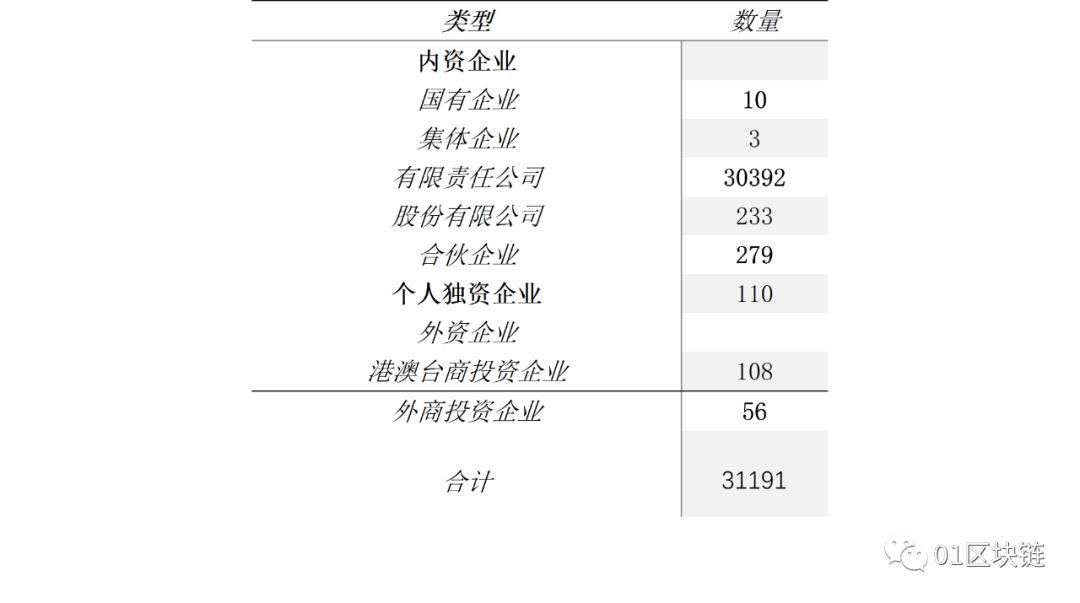 类型 数量
内资企业
国有企业 10
集体企业 3
有限责任公司 30392
股份有限公司 233
合伙企业 279
个人独资企业 110
外资企业
港澳台商投资企业 108
外商投资企业 56
合计 31191
01区块链